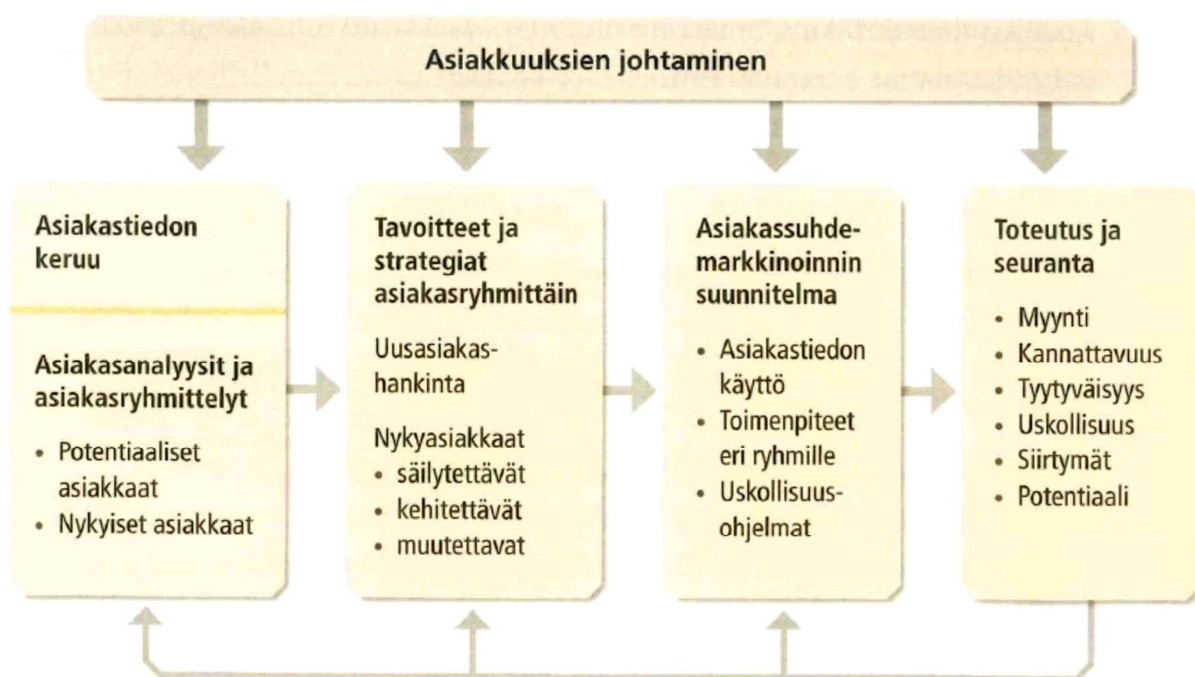 Asiakkuuksien johtaminen
Asiakastiedon
keruu
Asiakasanalyysit ja
asiakasryhmittelyt
• Potentiaaliset
asiakkaat
• Nykyiset asiakkaat
Tavoitteet ja
strategiat
asiakasryhmittäin
Uusasiakas-
hankinta
Nykyasiakkaat
• säilytettävät
• kehitettävät
• muutettavat
Asiakassuhde-
markkinoinnin
suunnitelma
• Asiakastiedon
käyttö
• Toimenpiteet
eri ryhmille
• Uskollisuus-
ohjelmat
Toteutus ja
seuranta
• Myynti
• Kannattavuus
• Tyytyväisyys
• Uskollisuus
• Siirtymät
• Potentiaali